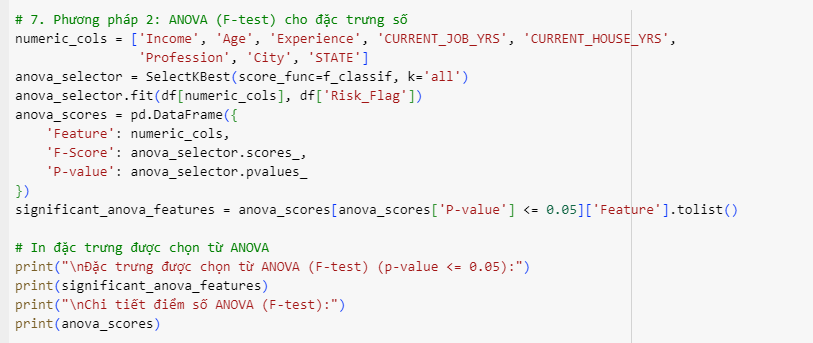 # 7. Phương pháp 2: ANOVA (F-test) cho đặc trưng số
numeric_cols = ['Income', 'Age', 'Experience', 'CURRENT_JOB_YRS', 'CURRENT_HOUSE_YRS',
                'Profession', 'City', 'STATE']
anova_selector = SelectKBest(score_func=f_classif, k='all')
anova_selector.fit(df[numeric_cols], df['Risk_Flag'])
anova_scores = pd.DataFrame({
    'Feature': numeric_cols,
    'F-Score': anova_selector.scores_,
    'P-value': anova_selector.pvalues_
})
significant_anova_features = anova_scores[anova_scores['P-value'] <= 0.05]['Feature'].tolist()

# In đặc trưng được chọn từ ANOVA
print("\nĐặc trưng được chọn từ ANOVA (F-test) (p-value <= 0.05):")
print(significant_anova_features)
print("\nChi tiết điểm số ANOVA (F-test):")
print(anova_scores)